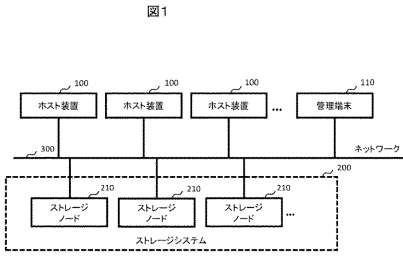 図1
100
100
100
110
ホスト装置
ホスト装置
ホスト装置
...
管理端末
300
ネットワーク
200
210
210
210
ストレージ
ノード
ストレージ
ノード
ストレージ
ノード
...
ストレージシステム